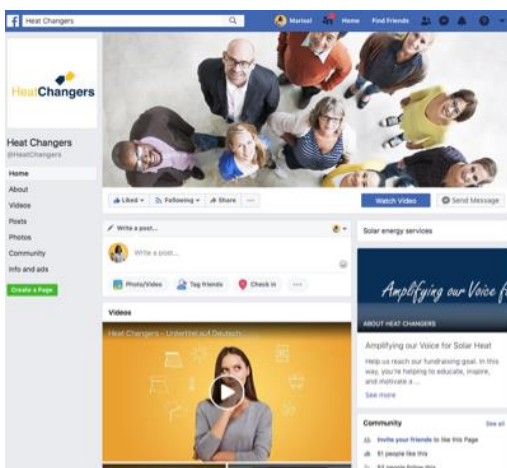 Heat Changers
Marisol
Home
Find Friends
HeatChangers
Heat Changers
@HeatChangers
Home
About
Videos
Posts
Photos
Community
Info and ads
Create a Page
Liked
Following
Share
Watch Video
Send Message
Write a post...
Write a post...
Photo/Video
Tag friends
Check in
Videos
Heat Changers - Untertitel auf Deutsch...
Solar energy services
Amplifying our Voice f
ABOUT HEAT CHANGERS
Amplifying our Voice for Solar Heat
Help us reach our fundraising goal. In this
way, you're helping to educate, inspire,
and motivate a ...
See more
Community
See all
Invite your friends to like this Page
51 people like this
people follow this